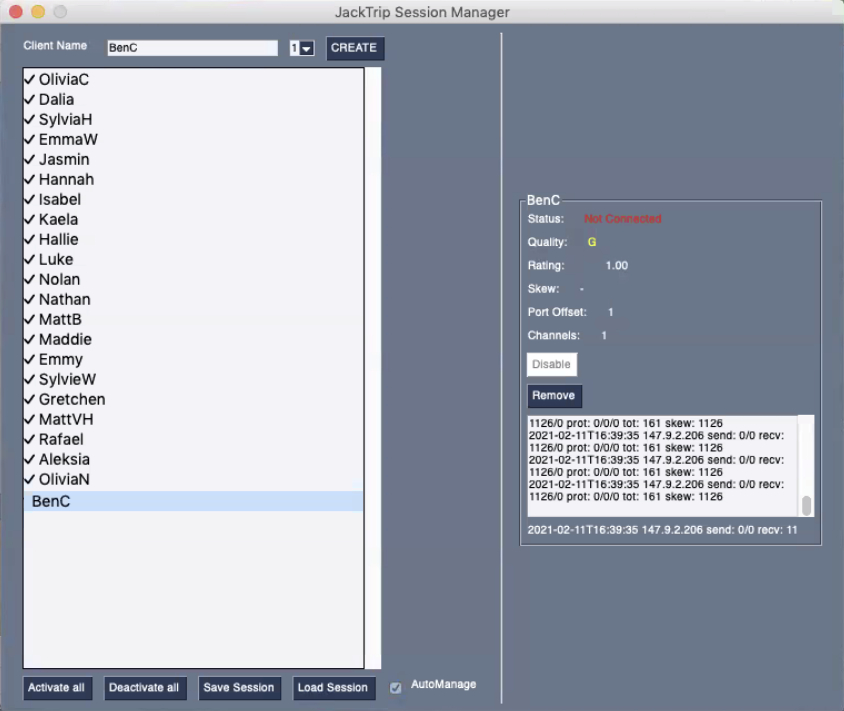 JackTrip Session Manager
Client Name BenC 1 CREATE
✓ OliviaC
✓ Dalia
✓ SylviaH
✓ EmmaW
✓ Jasmin
✓ Hannah
✓ Isabel
✓ Kaela
✓ Hallie
✓ Luke
✓ Nolan
✓ Nathan
✓ MattB
✓ Maddie
✓ Emmy
✓ SylvieW
✓ Gretchen
✓ MattVH
✓ Rafael
✓ Aleksia
✓ OliviaN
BenC
Activate all Deactivate all Save Session Load Session AutoManage
BenC
Status: Not Connected
Quality: G
Rating: 1.00
Skew: -
Port Offset: 1
Channels: 1
Disable
Remove
1126/0 prot: 0/0/0 tot: 161 skew: 1126
2021-02-11T16:39:35 147.9.2.206 send: 0/0 recv:
1126/0 prot: 0/0/0 tot: 161 skew: 1126
2021-02-11T16:39:35 147.9.2.206 send: 0/0 recv:
1126/0 prot: 0/0/0 tot: 161 skew: 1126
2021-02-11T16:39:35 147.9.2.206 send: 0/0 recv:
1126/0 prot: 0/0/0 tot: 161 skew: 1126
2021-02-11T16:39:35 147.9.2.206 send: 0/0 recv: 11